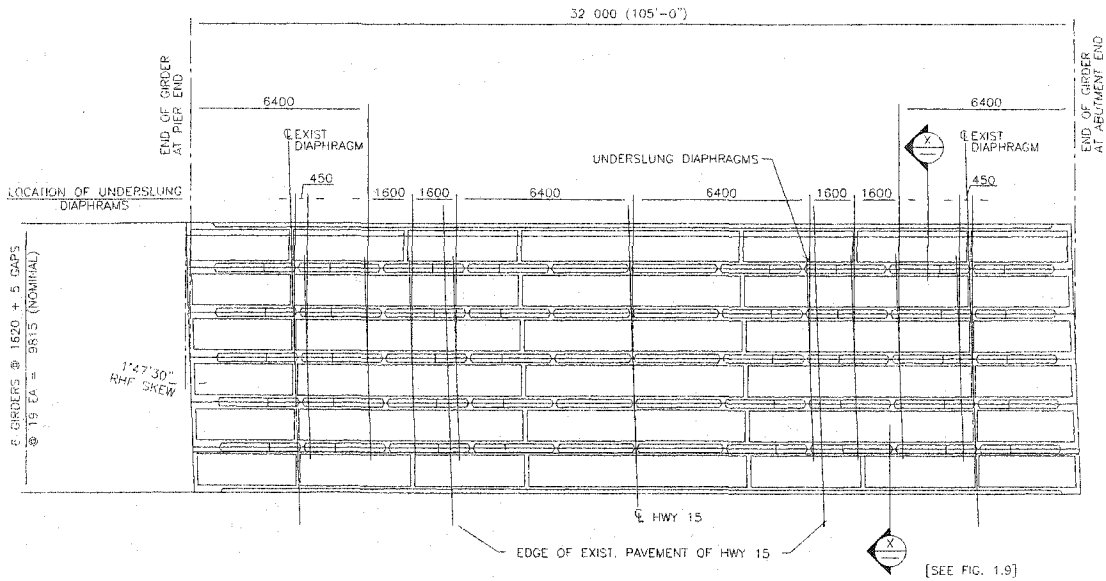 32 000 (105'-0")
END OF GIRDER
AT PIER END
END OF GIRDER
AT ABUTMENT END
6400
6400
℄ EXIST
DIAPHRAGM
X
℄ EXIST
DIAPHRAGM
UNDERSLUNG DIAPHRAGMS
450
450
LOCATION OF UNDERSLUNG
DIAPHRAMS
1600
1600
6400
6400
1600
1600
6 GIRDERS @ 1620 + 5 GAPS
@ 119 EA = 9815 (NOMINAL)
1°47'30"
RHF SKEW
℄ HWY 15
EDGE OF EXIST. PAVEMENT OF HWY 15
X
[SEE FIG. 1.9]